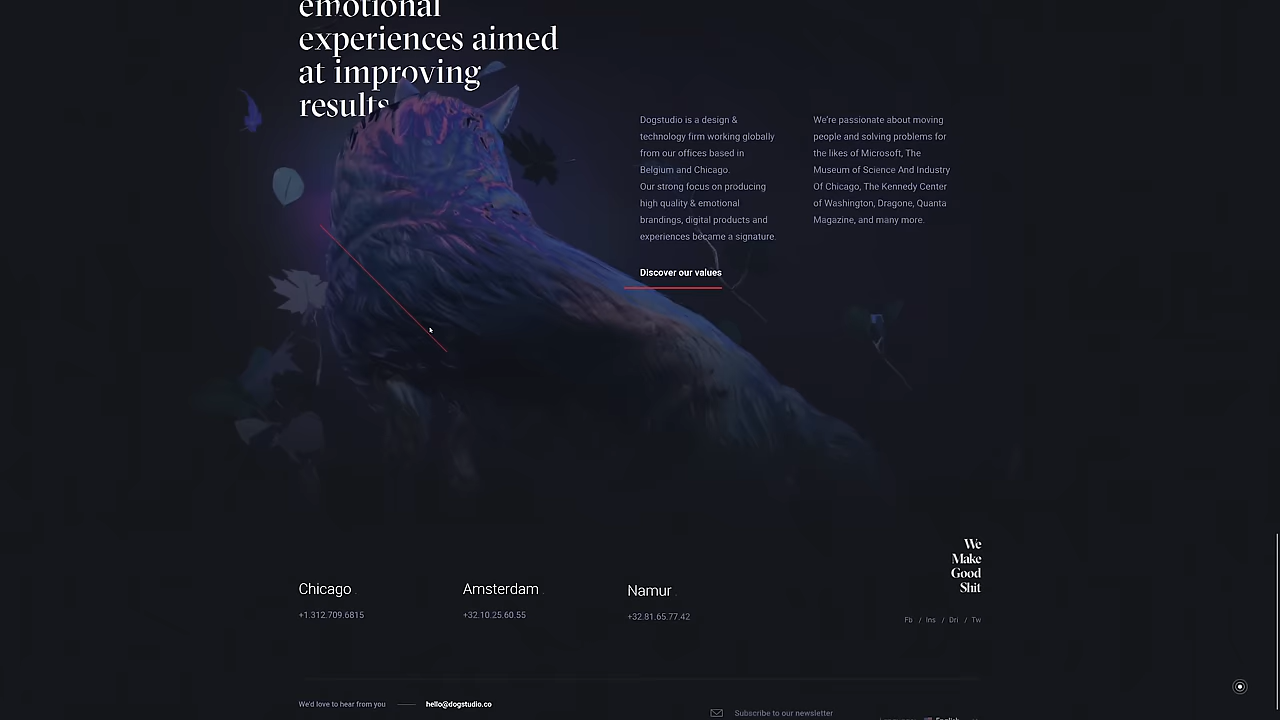 emotional
experiences aimed
at improving
results
Dogstudio is a design &
technology firm working globally
from our offices based in
Belgium and Chicago.
Our strong focus on producing
high quality & emotional
brandings, digital products and
experiences became a signature.
We're passionate about moving
people and solving problems for
the likes of Microsoft, The
Museum of Science And Industry
Of Chicago, The Kennedy Center
of Washington, Dragone, Quanta
Magazine, and many more.
Discover our values
We
Make
Good
Shit
Chicago
+1.312.709.6815
Amsterdam
+32.10.25.60.55
Namur
+32.81.65.77.42
Fb / Ins / Dri / Tw
We'd love to hear from you hello@dogstudio.co
Subscribe to our newsletter
English